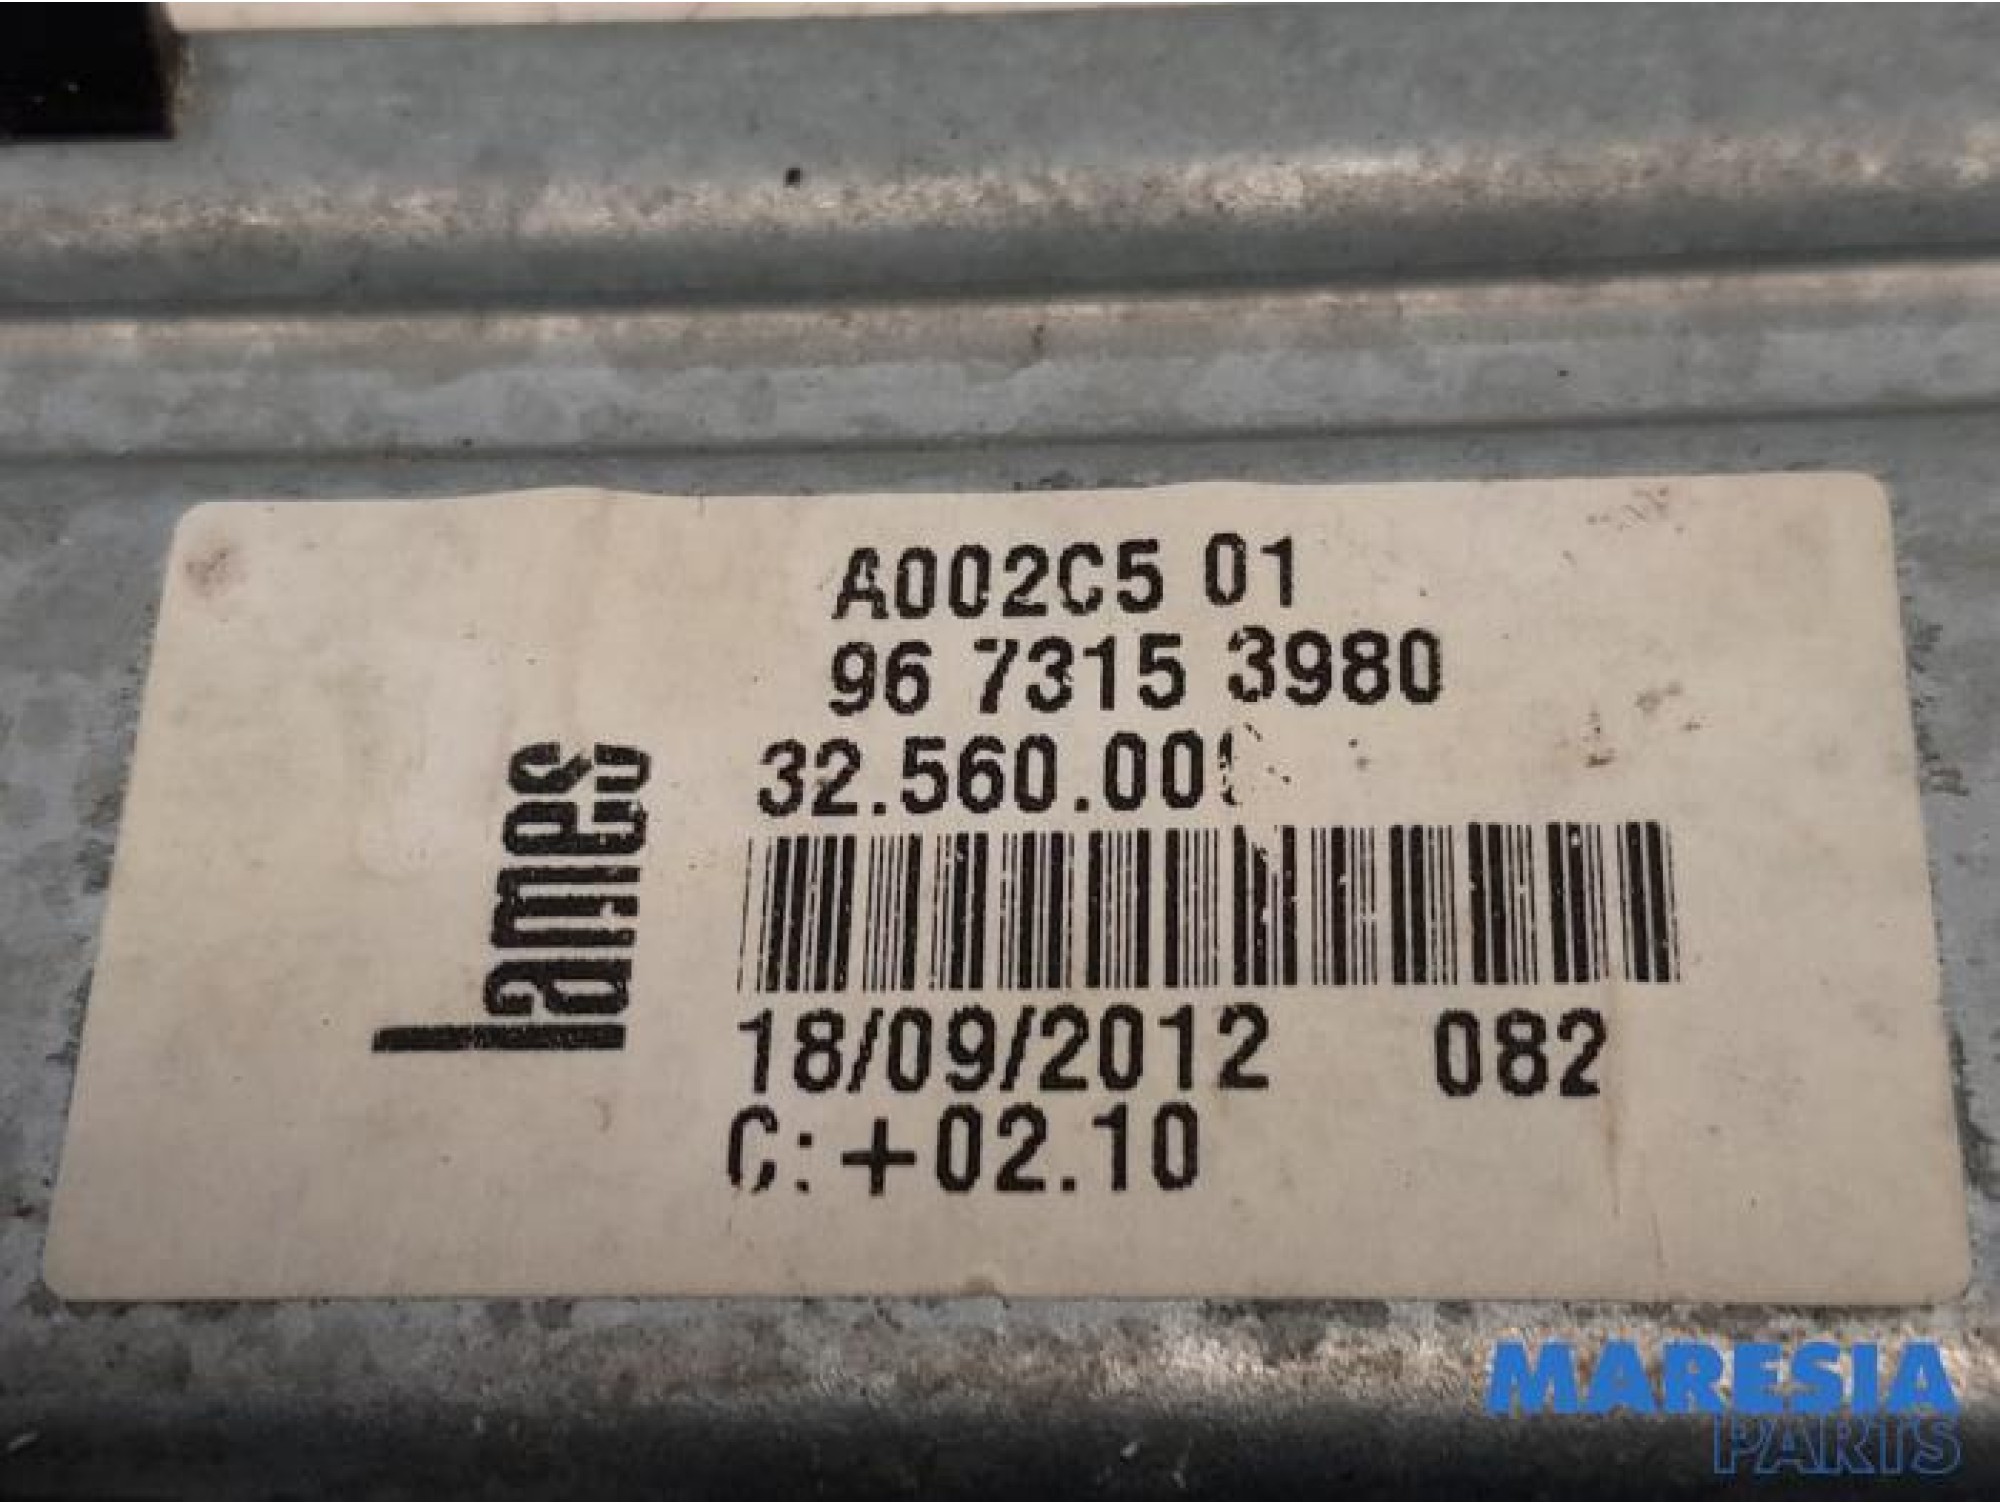 A002C5 01
96 7315 3980
32.560.00
lames
18/09/2012 082
C:+02.10
MARESIA
PARTS